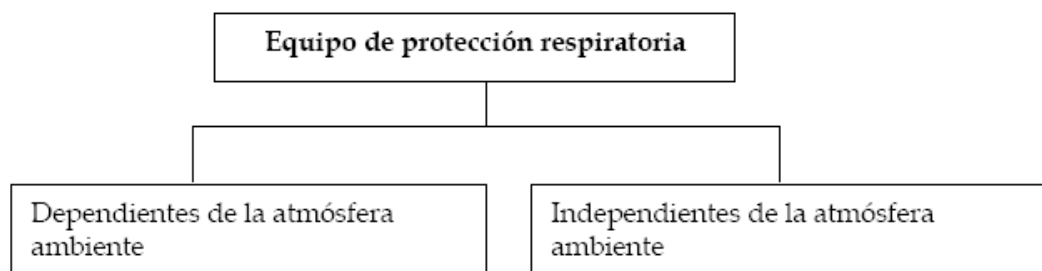 Equipo de protección respiratoria
Dependientes de la atmósfera
ambiente
Independientes de la atmósfera
ambiente